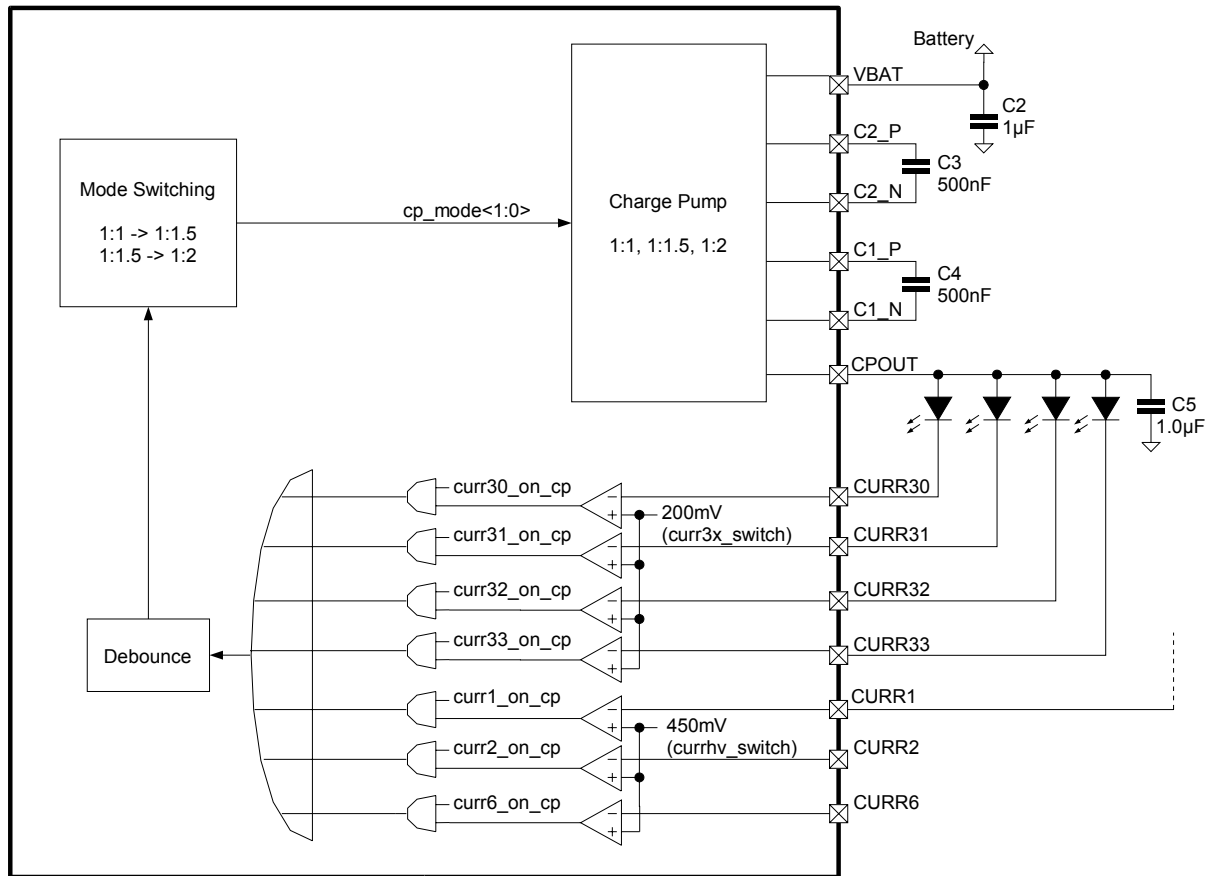 Battery
VBAT
C2
1µF
C2_P
C3
500nF
C2_N
Mode Switching
1:1 -> 1:1.5
1:1.5 -> 1:2
cp_mode<1:0>
Charge Pump
1:1, 1:1.5, 1:2
C1_P
C4
500nF
C1_N
CPOUT
C5
1.0µF
curr30_on_cp
−
+
200mV
(curr3x_switch)
CURR30
curr31_on_cp
−
+
CURR31
curr32_on_cp
−
+
CURR32
curr33_on_cp
−
+
CURR33
Debounce
curr1_on_cp
−
+
450mV
(currhv_switch)
CURR1
curr2_on_cp
−
+
CURR2
curr6_on_cp
−
+
CURR6